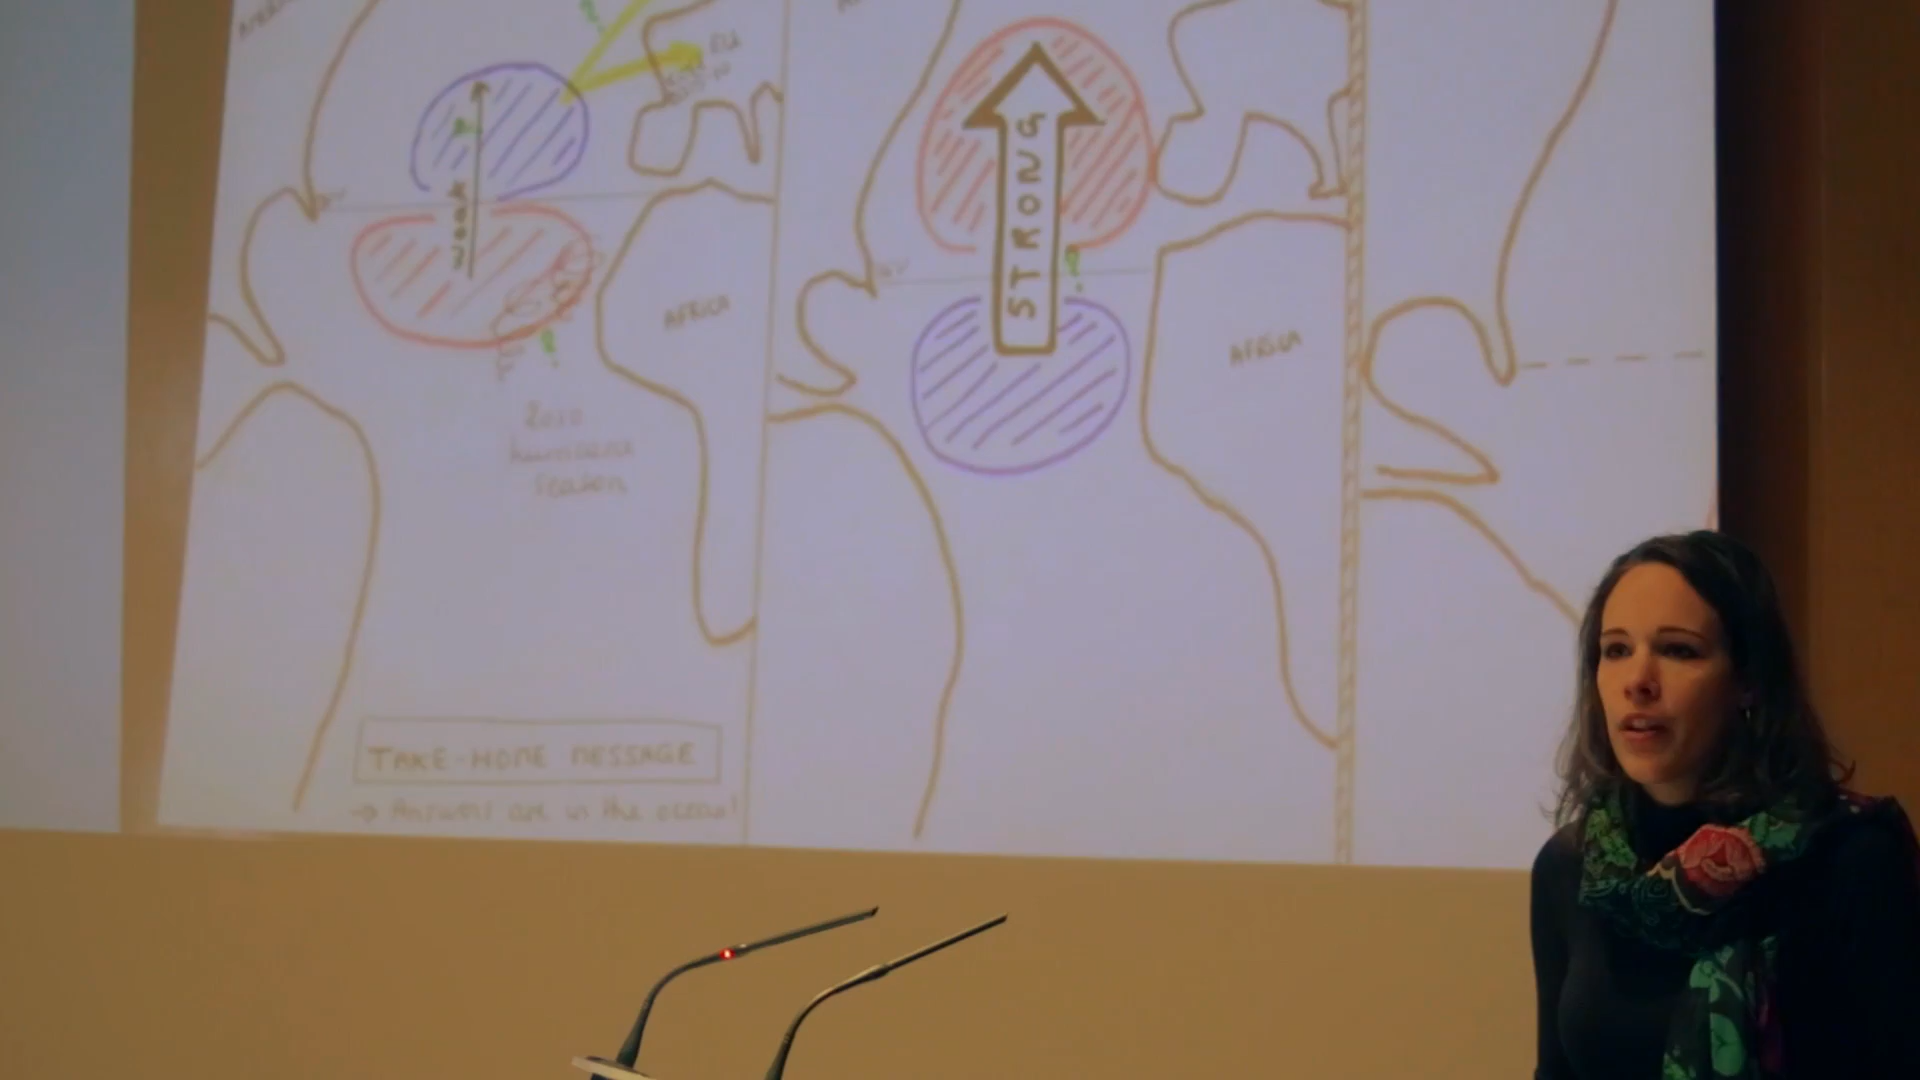 EU
weak
STRONG
AFRICA
AFRICA
2010
hurricane
season
TAKE-HOME MESSAGE
→ Answers are in the ocean!